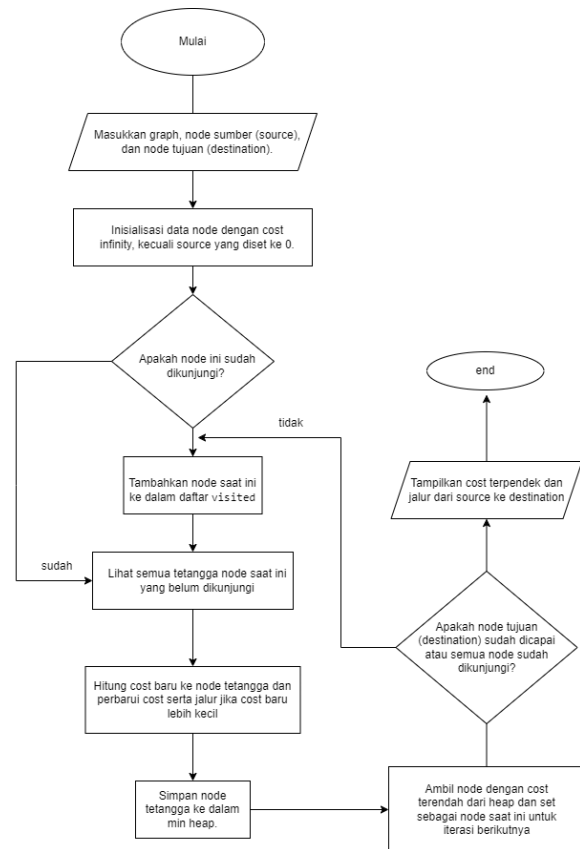 Mulai
Masukkan graph, node sumber (source),
dan node tujuan (destination).
Inisialisasi data node dengan cost
infinity, kecuali source yang diset ke 0.
Apakah node ini sudah
dikunjungi?
tidak
Tambahkan node saat ini
ke dalam daftar visited
sudah
Lihat semua tetangga node saat ini
yang belum dikunjungi
Hitung cost baru ke node tetangga dan
perbarui cost serta jalur jika cost baru
lebih kecil
Simpan node
tetangga ke dalam
min heap.
Ambil node dengan cost
terendah dari heap dan set
sebagai node saat ini untuk
iterasi berikutnya
Apakah node tujuan
(destination) sudah dicapai
atau semua node sudah
dikunjungi?
Tampilkan cost terpendek dan
jalur dari source ke destination
end